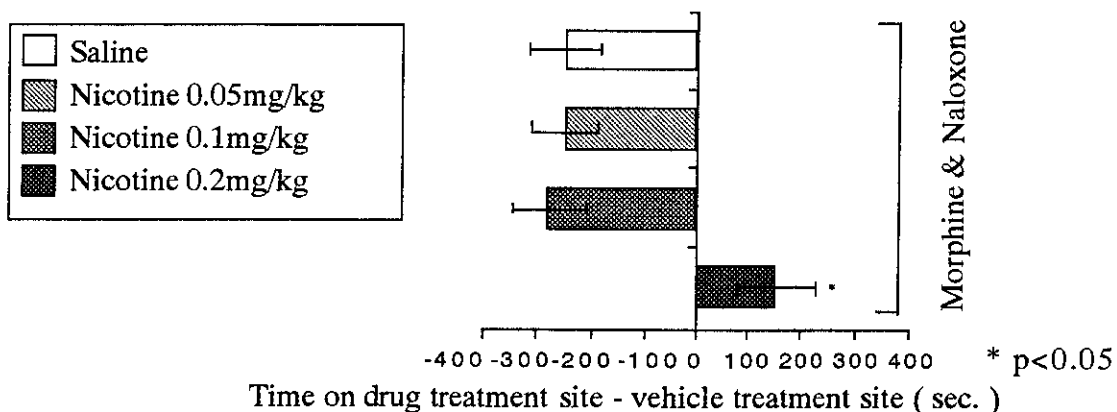 Saline
Nicotine 0.05mg/kg
Nicotine 0.1mg/kg
Nicotine 0.2mg/kg
Morphine & Naloxone
*
-400 -300 -200 -100 0 100 200 300 400
* p<0.05
Time on drug treatment site - vehicle treatment site ( sec. )